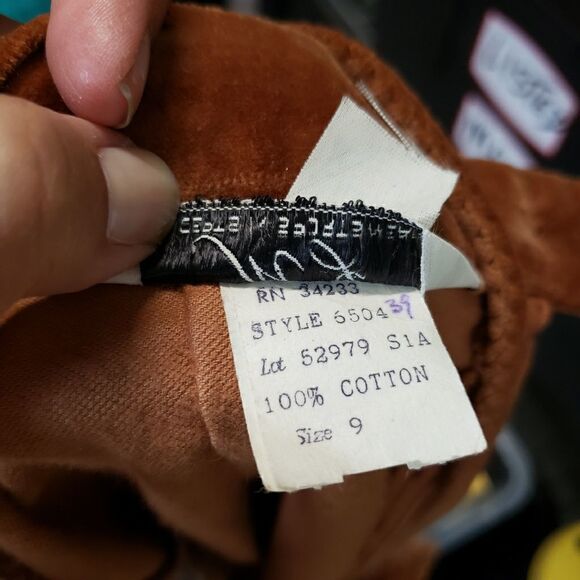 RN 34233
STYLE 6504 39
Lot 52979 S1A
100% COTTON
Size 9